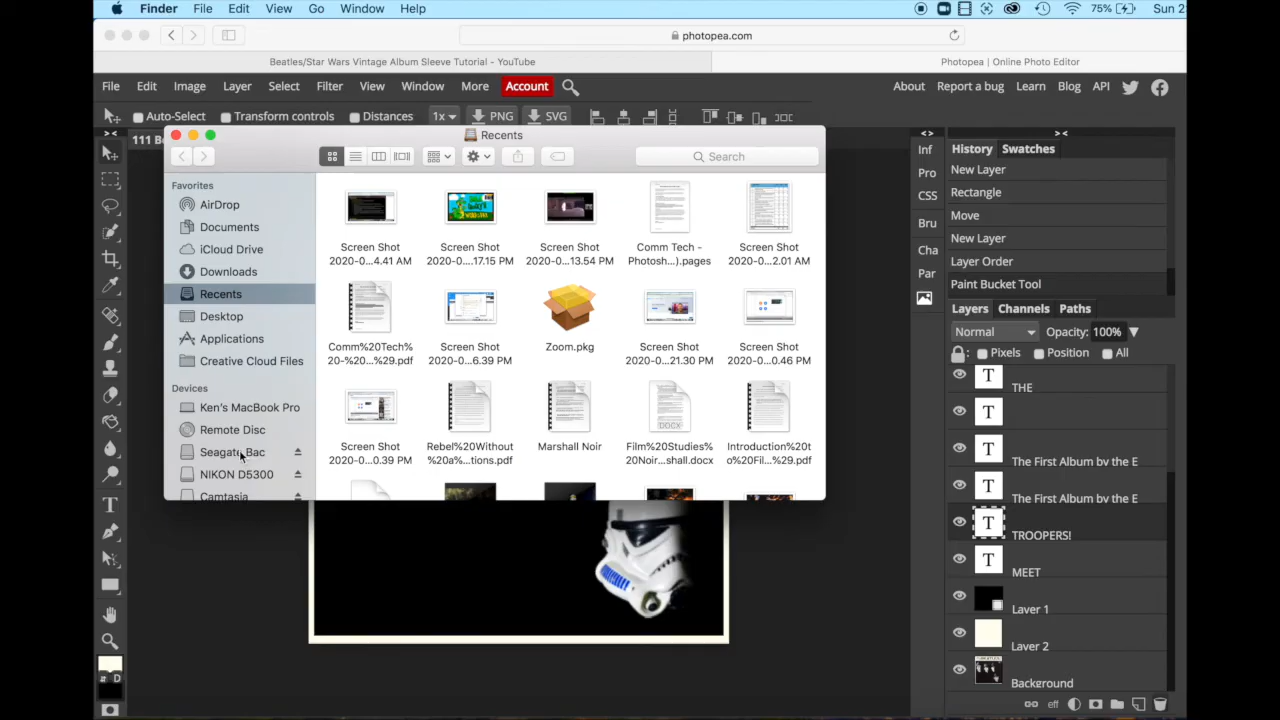 Finder File Edit View Go Window Help 75% Sun 2
photopea.com
Beatles/Star Wars Vintage Album Sleeve Tutorial - YouTube Photopea | Online Photo Editor
File Edit Image Layer Select Filter View Window More Account About Report a bug Learn Blog API
Auto-Select Transform controls Distances 1x PNG SVG
Recents
111 B
Search
Favorites
AirDrop
Documents
iCloud Drive
Downloads
Recents
Desktop
Applications
Creative Cloud Files
Devices
Ken's MacBook Pro
Remote Disc
Seagate Bac
NIKON D5300
Camtasia
Screen Shot 2020-0...4.41 AM
Screen Shot 2020-0....17.15 PM
Screen Shot 2020-0...13.54 PM
Comm Tech - Photosh...).pages
Screen Shot 2020-0...2.01 AM
Comm%20Tech%20-%20...%29.pdf
Screen Shot 2020-0...6.39 PM
Zoom.pkg
Screen Shot 2020-0...21.30 PM
Screen Shot 2020-0...0.46 PM
Screen Shot 2020-0...0.39 PM
Rebel%20Without%20a%...tions.pdf
Marshall Noir
DOCX
Film%20Studies%20Noir...shall.docx
Introduction%20to%20Fil...%29.pdf
Inf
Pro
CSS
Bru
Cha
Par
History Swatches
New Layer
Rectangle
Move
New Layer
Layer Order
Paint Bucket Tool
Layers Channels Paths
Normal Opacity: 100%
Pixels Position All
T THE
T
T The First Album by the E
T The First Album by the E
T TROOPERS!
T MEET
Layer 1
Layer 2
Background
eff
T
D